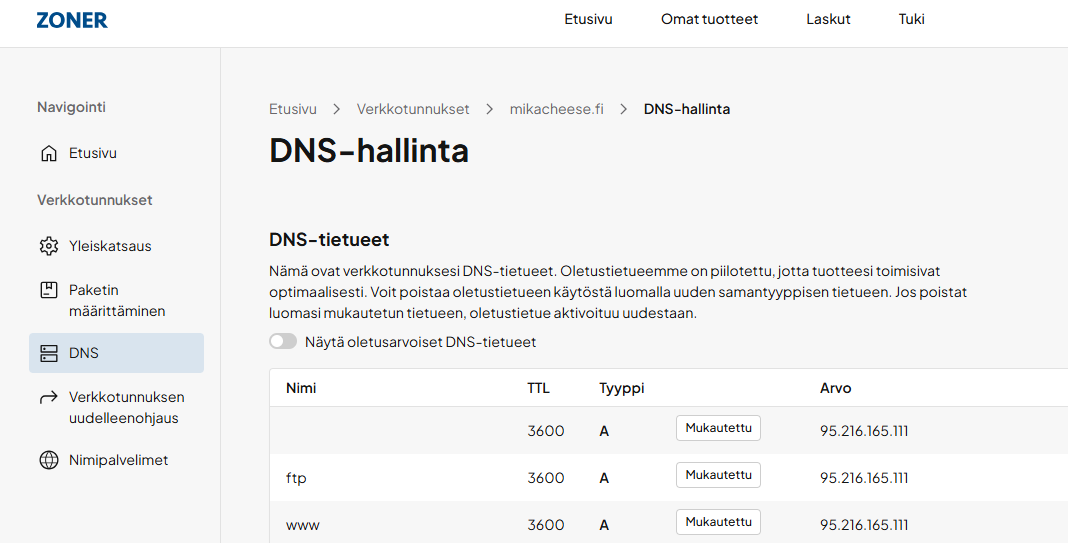 ZONER
Etusivu Omat tuotteet Laskut Tuki
Navigointi
Etusivu
Verkkotunnukset
Yleiskatsaus
Paketin
määrittäminen
DNS
Verkkotunnuksen
uudelleenohjaus
Nimipalvelimet
Etusivu > Verkkotunnukset > mikacheese.fi > DNS-hallinta
DNS-hallinta
DNS-tietueet
Nämä ovat verkkotunnuksesi DNS-tietueet. Oletustietueemme on piilotettu, jotta tuotteesi toimisivat
optimaalisesti. Voit poistaa oletustietueen käytöstä luomalla uuden samantyyppisen tietueen. Jos poistat
luomasi mukautetun tietueen, oletustietue aktivoituu uudestaan.
Näytä oletusarvoiset DNS-tietueet
Nimi TTL Tyyppi Arvo
3600 A Mukautettu 95.216.165.111
ftp 3600 A Mukautettu 95.216.165.111
www 3600 A Mukautettu 95.216.165.111